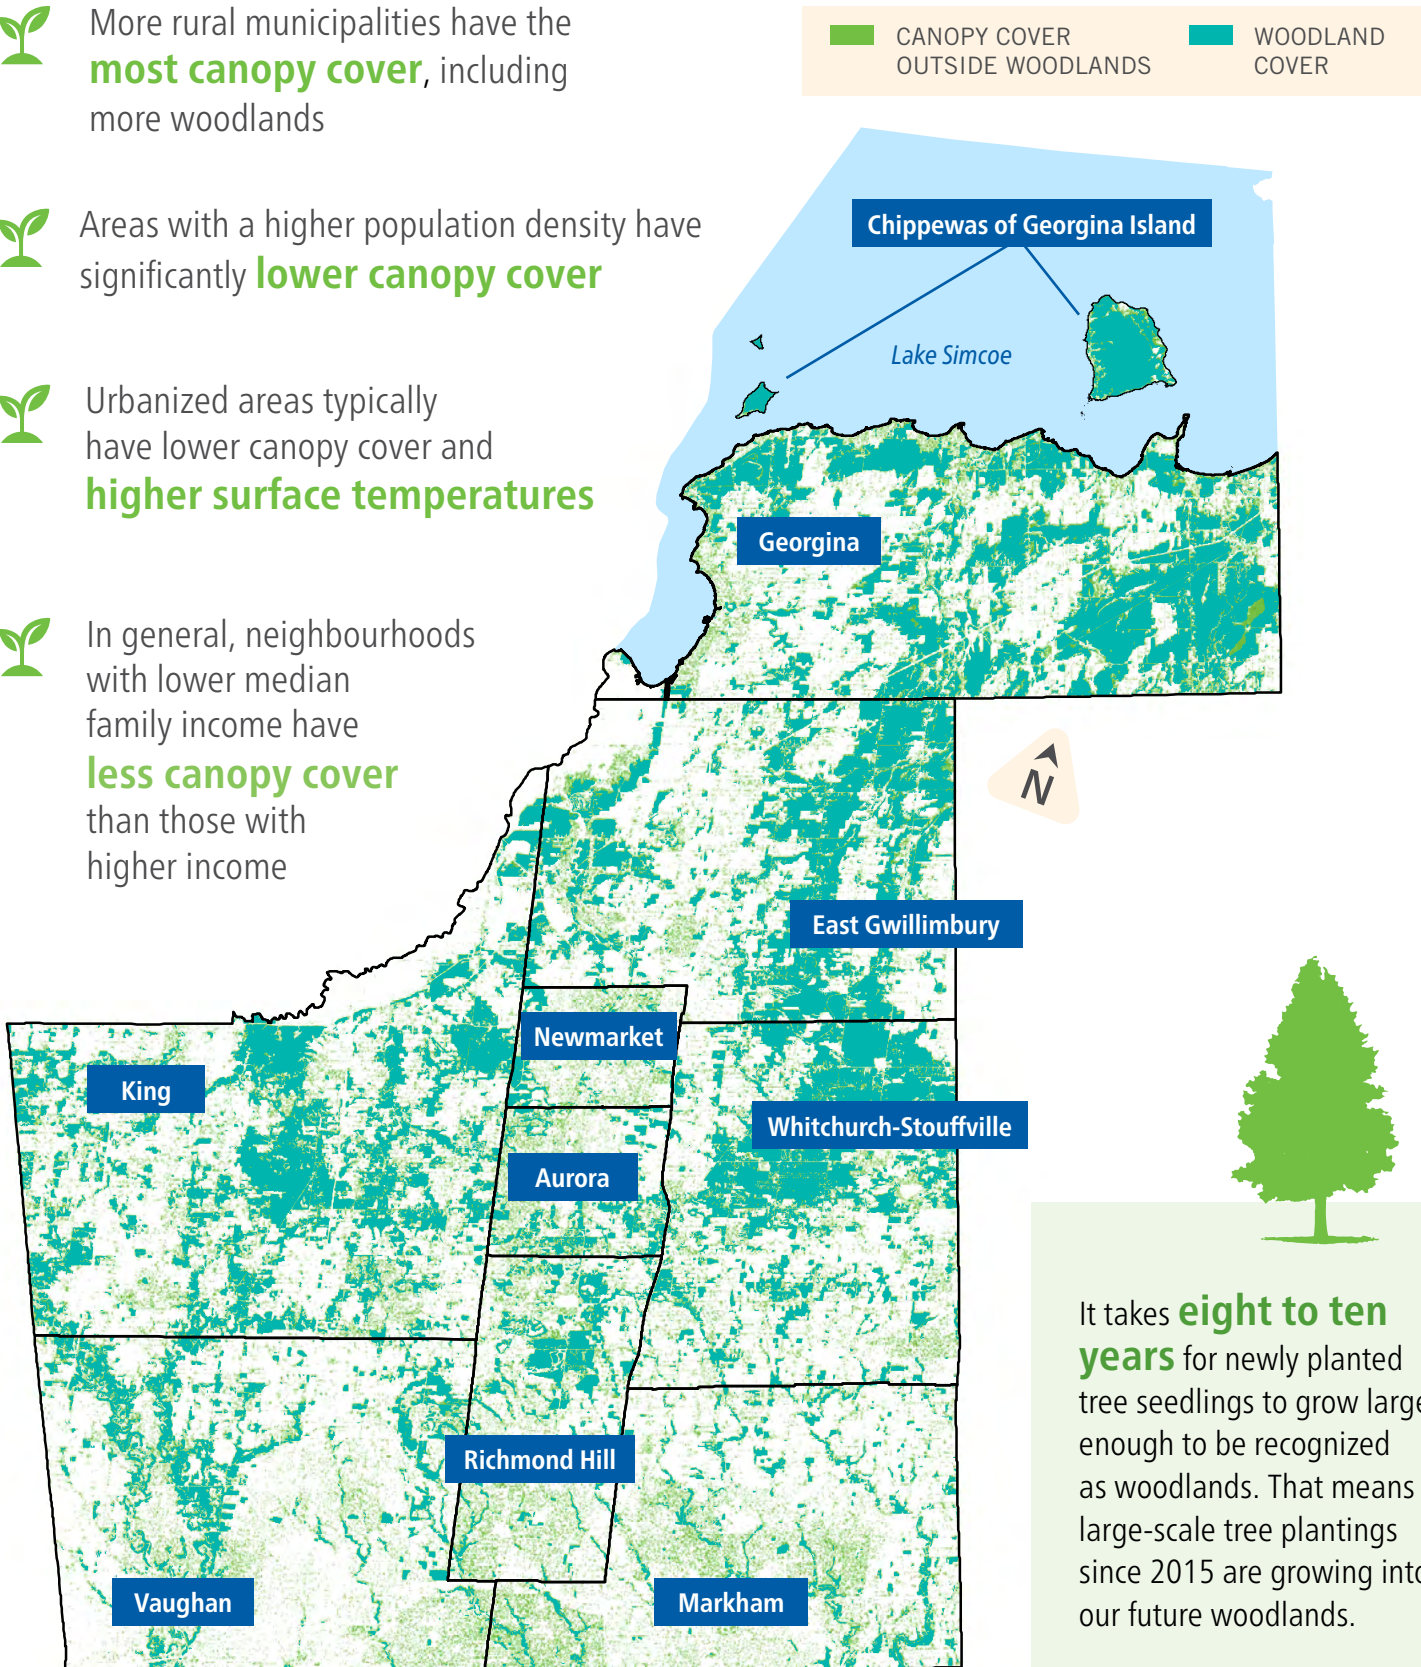 More rural municipalities have the
most canopy cover, including
more woodlands
CANOPY COVER
OUTSIDE WOODLANDS
WOODLAND
COVER
Areas with a higher population density have
significantly lower canopy cover
Urbanized areas typically
have lower canopy cover and
higher surface temperatures
In general, neighbourhoods
with lower median
family income have
less canopy cover
than those with
higher income
Chippewas of Georgina Island
Lake Simcoe
Georgina
N
East Gwillimbury
Newmarket
King
Whitchurch-Stouffville
Aurora
Richmond Hill
Vaughan
Markham
It takes eight to ten
years for newly planted
tree seedlings to grow large
enough to be recognized
as woodlands. That means
large-scale tree plantings
since 2015 are growing into
our future woodlands.